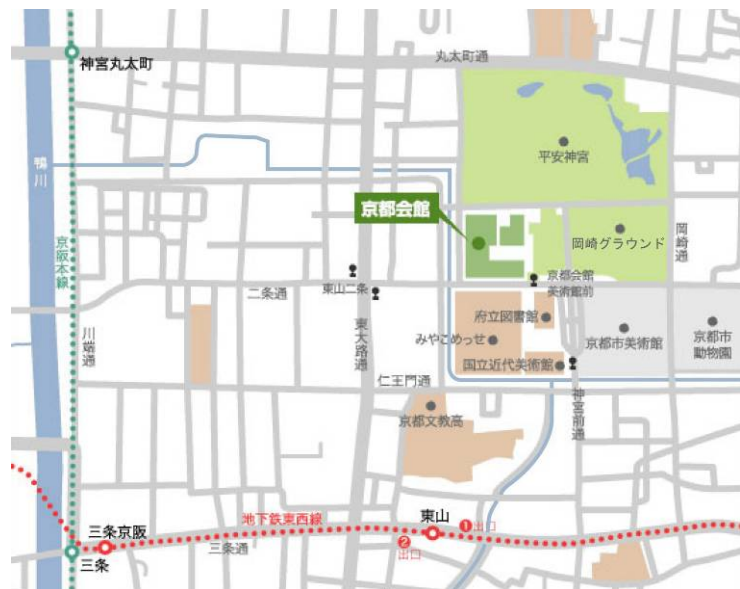 丸太町通
神宮丸太町
平安神宮
鴨川
京都会館
岡崎グラウンド
岡崎通
京阪本線
東山二条
京都会館
美術館前
二条通
川端通
東大路通
府立図書館
みやこめっせ
京都市美術館
京都市
動物園
国立近代美術館
仁王門通
神宮前通
京都文教高
地下鉄東西線
東山
❶出口
❷
出口
三条京阪
三条通
三条